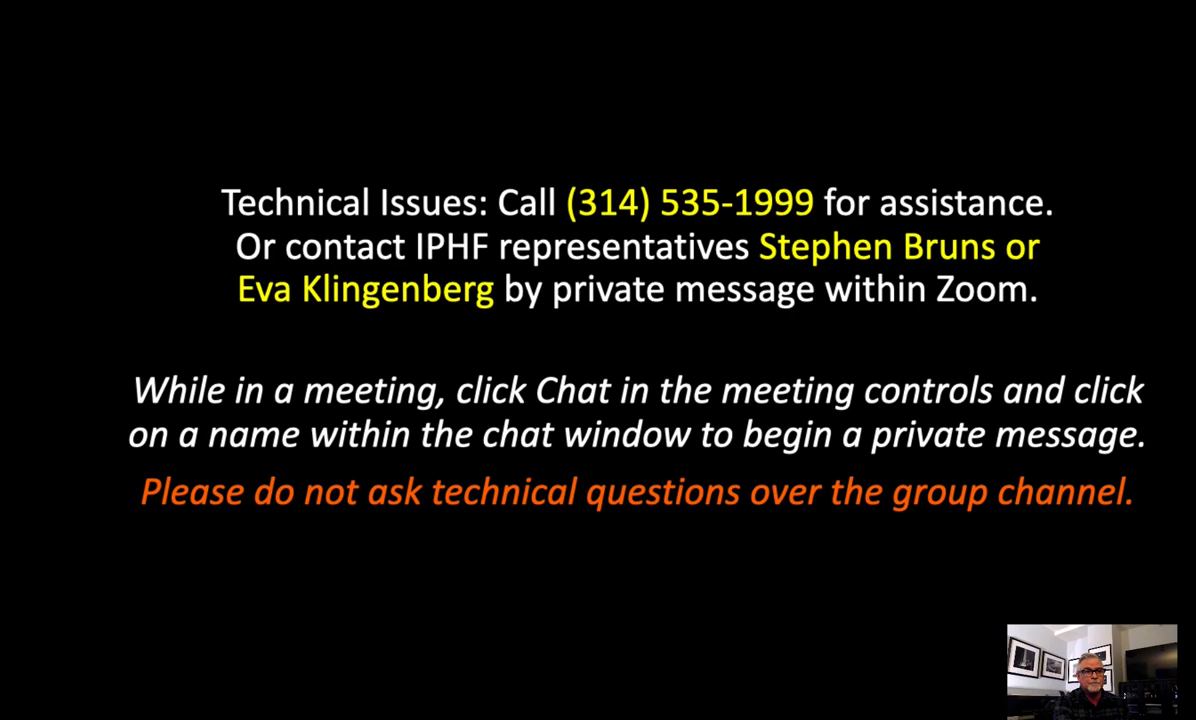 Technical Issues: Call (314) 535-1999 for assistance.
Or contact IPHF representatives Stephen Bruns or
Eva Klingenberg by private message within Zoom.
While in a meeting, click Chat in the meeting controls and click
on a name within the chat window to begin a private message.
Please do not ask technical questions over the group channel.